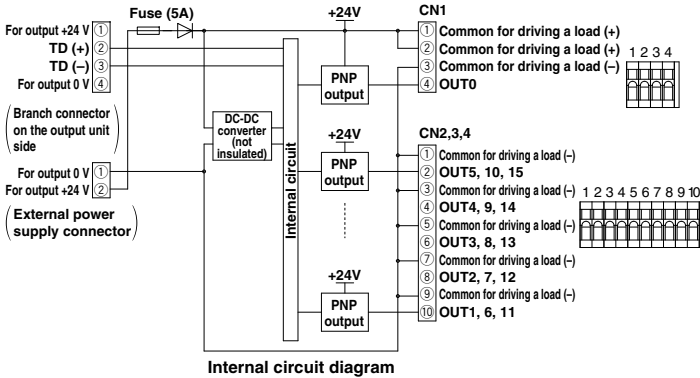 Fuse (5A)
+24V
CN1
For output +24 V ①
TD (+) ②
TD (−) ③
For output 0 V ④
(Branch connector
on the output unit
side)
For output 0 V ①
For output +24 V ②
(External power
supply connector)
DC-DC
converter
(not
insulated)
Internal circuit
PNP
output
+24V
PNP
output
+24V
PNP
output
① Common for driving a load (+)
② Common for driving a load (+)
③ Common for driving a load (−)
④ OUT0
1 2 3 4
CN2,3,4
① Common for driving a load (−)
② OUT5, 10, 15
③ Common for driving a load (−)
④ OUT4, 9, 14
⑤ Common for driving a load (−)
⑥ OUT3, 8, 13
⑦ Common for driving a load (−)
⑧ OUT2, 7, 12
⑨ Common for driving a load (−)
⑩ OUT1, 6, 11
1 2 3 4 5 6 7 8 9 10
Internal circuit diagram